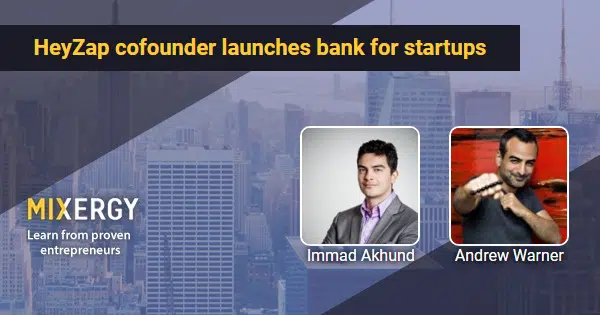 HeyZap cofounder launches bank for startups
MIXERGY
Learn from proven
entrepreneurs
Immad Akhund
Andrew Warner